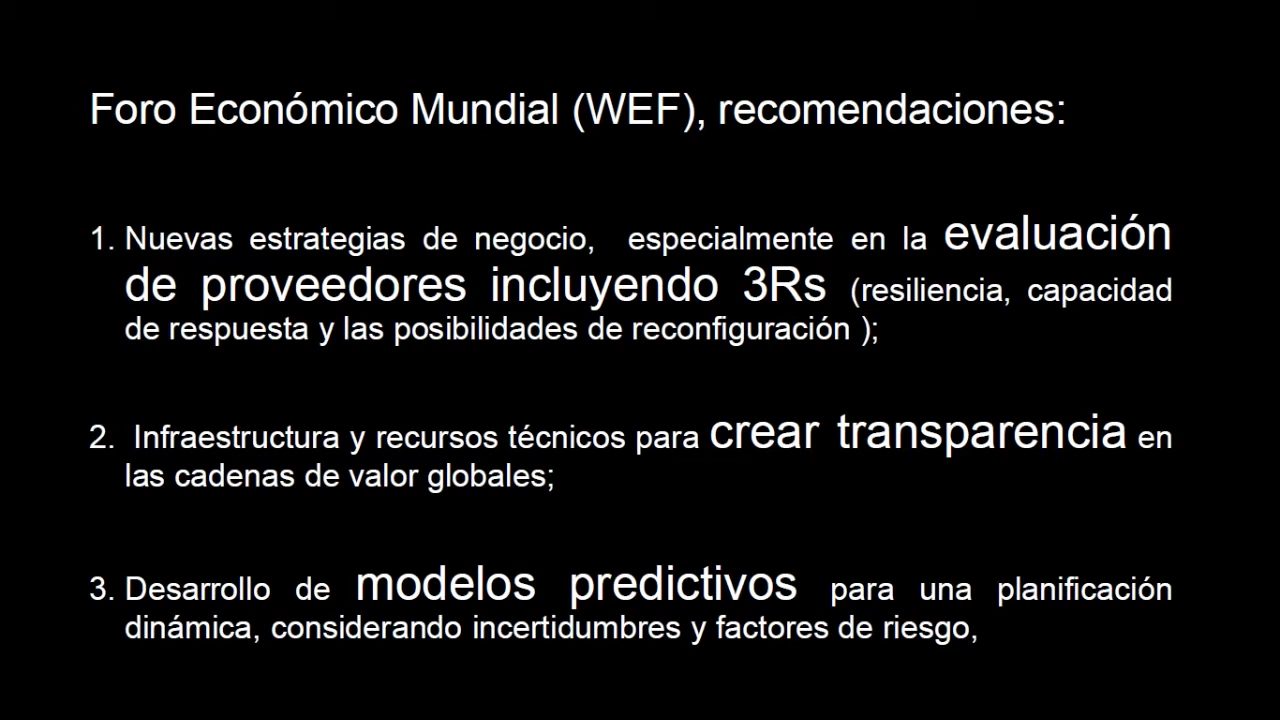 Foro Económico Mundial (WEF), recomendaciones:
1. Nuevas estrategias de negocio, especialmente en la evaluación
de proveedores incluyendo 3Rs (resiliencia, capacidad
de respuesta y las posibilidades de reconfiguración );
2. Infraestructura y recursos técnicos para crear transparencia en
las cadenas de valor globales;
3. Desarrollo de modelos predictivos para una planificación
dinámica, considerando incertidumbres y factores de riesgo,